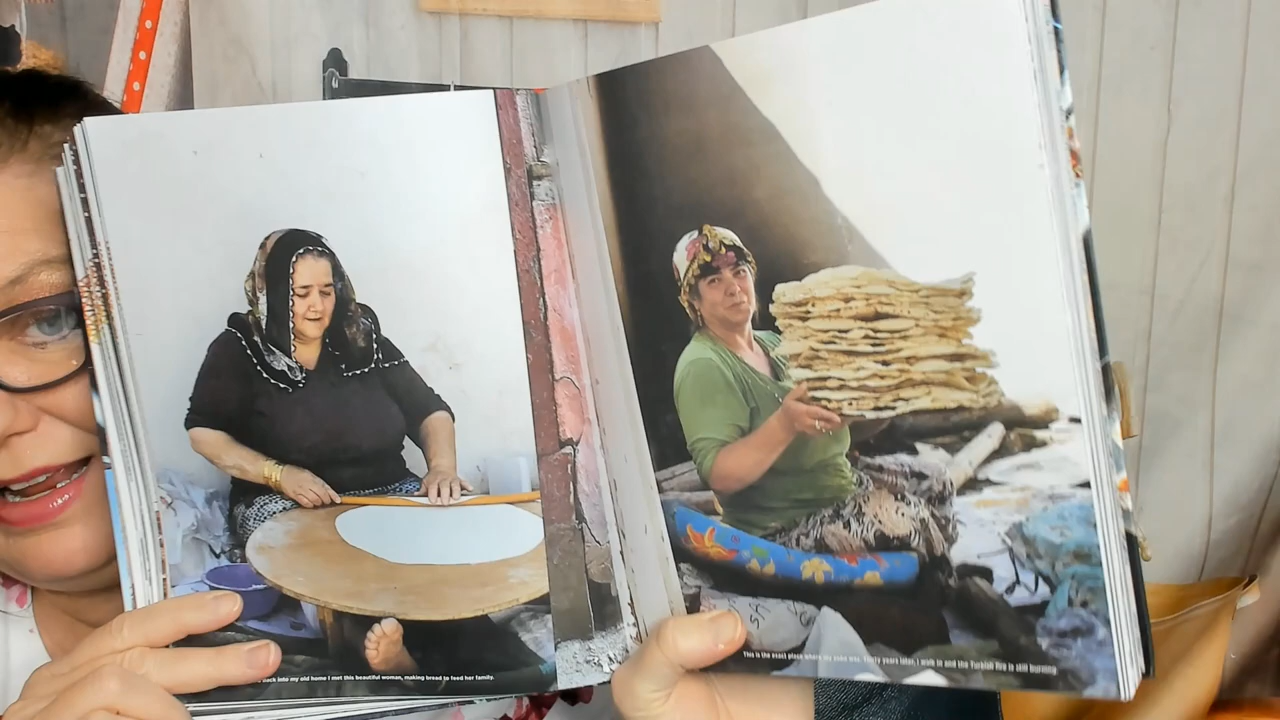 back into my old home I met this beautiful woman, making bread to feed her family.
This is the exact place where my was. Thirty years later, I walk in and the Turkish fire is still burning